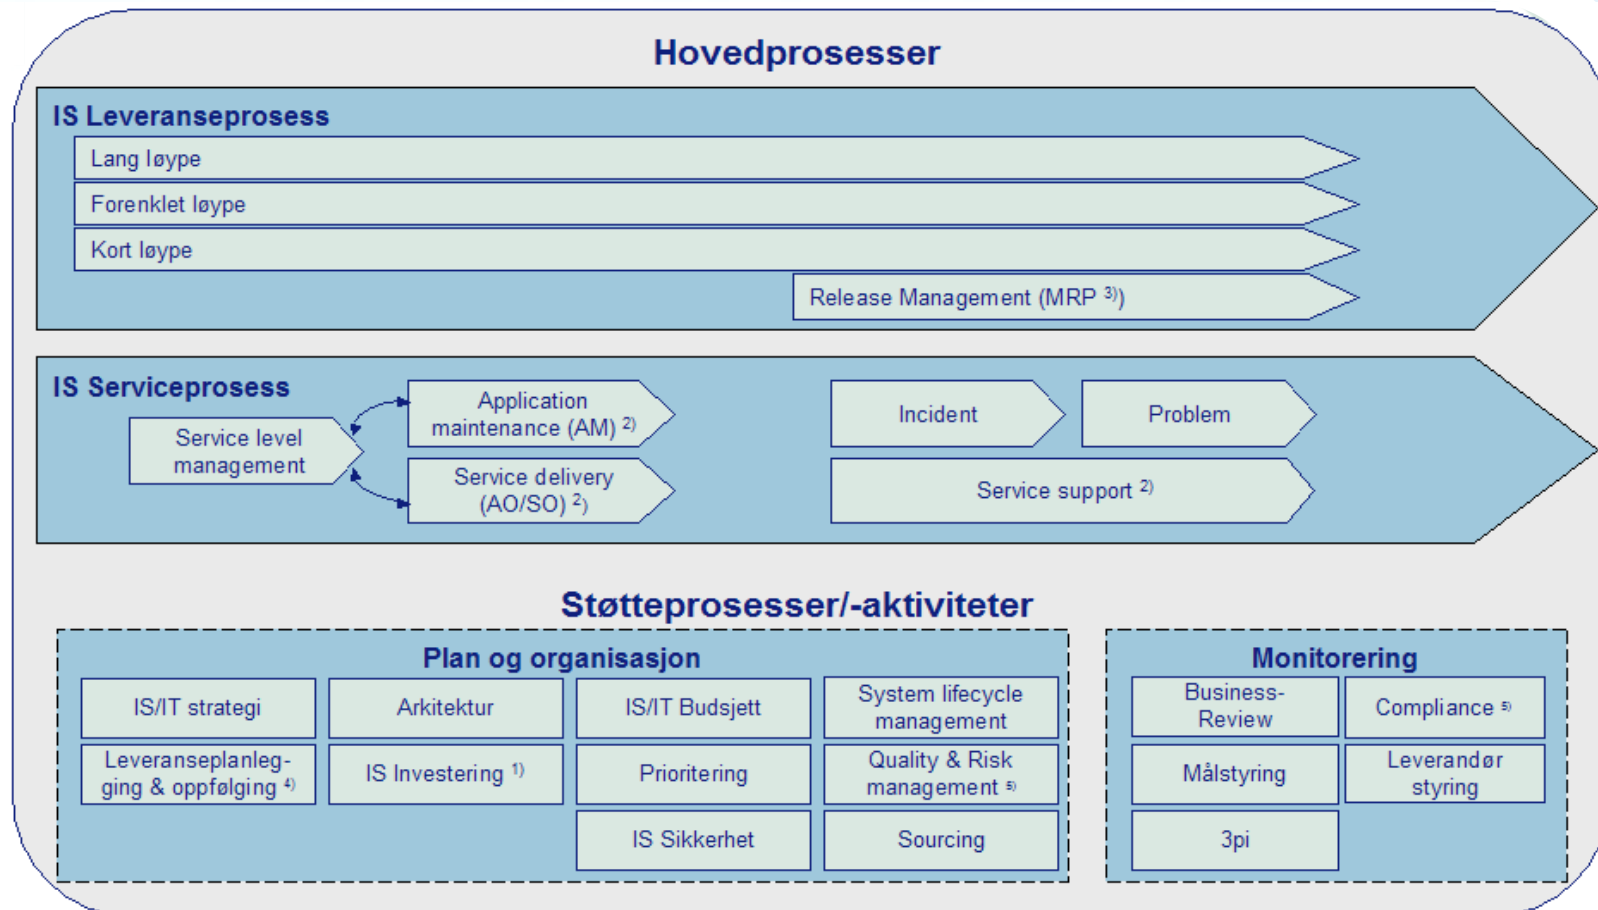 Hovedprosesser
IS Leveranseprosess
Lang løype
Forenklet løype
Kort løype
Release Management (MRP 3))
IS Serviceprosess
Service level
management
Application
maintenance (AM) 2)
Service delivery
(AO/SO) 2)
Incident
Problem
Service support 2)
Støtteprosesser/-aktiviteter
Plan og organisasjon
IS/IT strategi
Arkitektur
IS/IT Budsjett
System lifecycle
management
Leveranseplanleg-
ging & oppfølging 4)
IS Investering 1)
Prioritering
Quality & Risk
management 5)
IS Sikkerhet
Sourcing
Monitorering
Business-
Review
Compliance 5)
Målstyring
Leverandør
styring
3pi